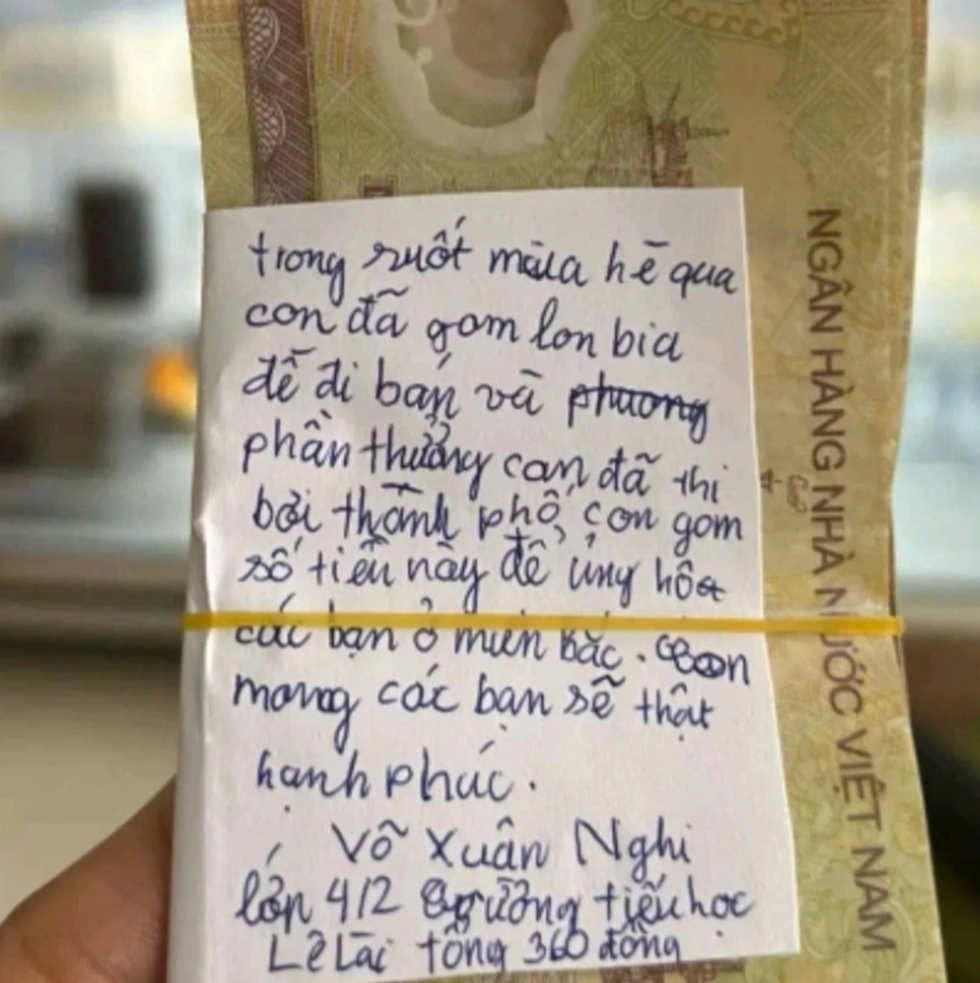 trong suốt mùa hè qua
con đã gom lon bia
để đi bán và phương
phần thưởng con đã thi
bơi thành phố, con gom
số tiền này để ủng hộ
các bạn ở miền Bắc. Con
mong các bạn sẽ thật
hạnh phúc.
Võ Xuân Nghi
lớp 4/2 trường tiểu học
Lê Lai tổng 360 đồng
NGÂN HÀNG NHÀ NƯỚC VIỆT NAM